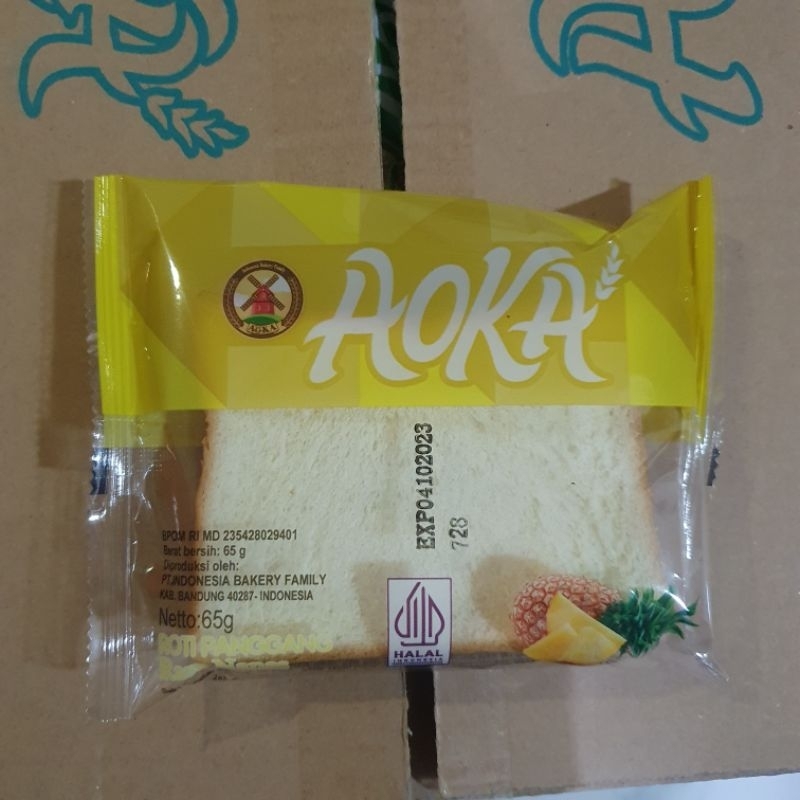 AOKA
AOKA
EXP04102023
728
BPOM RI MD 235428029401
Berat bersih: 65 g
Diproduksi oleh:
PT.INDONESIA BAKERY FAMILY
KAB. BANDUNG 40287- INDONESIA
Netto:65g
ROTI PANGGANG
HALAL
INDONESIA